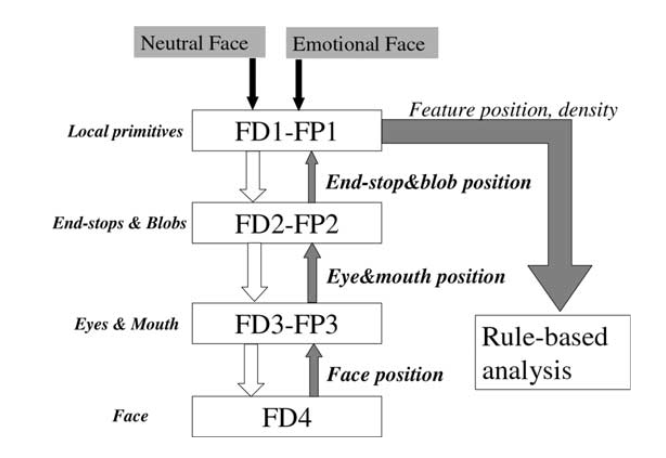 Neutral Face
Emotional Face
Feature position, density
Local primitives
FD1-FP1
End-stop&blob position
End-stops & Blobs
FD2-FP2
Eye&mouth position
Eyes & Mouth
FD3-FP3
Rule-based
analysis
Face position
Face
FD4